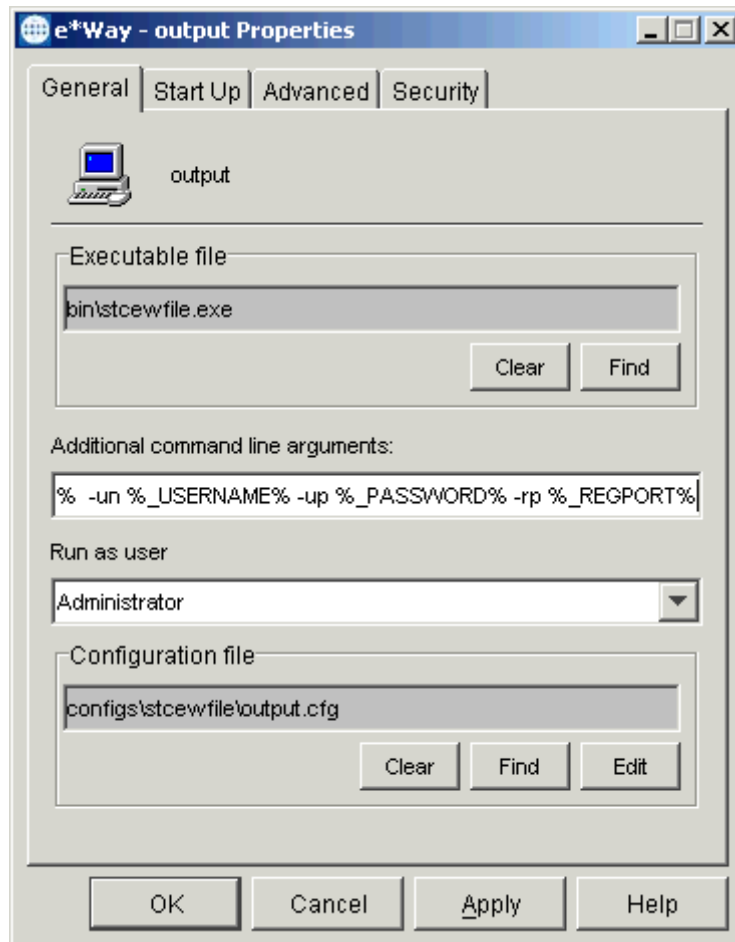 e*Way - output Properties
General Start Up Advanced Security
output
Executable file
bin\stcewfile.exe
Clear Find
Additional command line arguments:
% -un %_USERNAME% -up %_PASSWORD% -rp %_REGPORT%
Run as user
Administrator
Configuration file
configs\stcewfile\output.cfg
Clear Find Edit
OK Cancel Apply Help